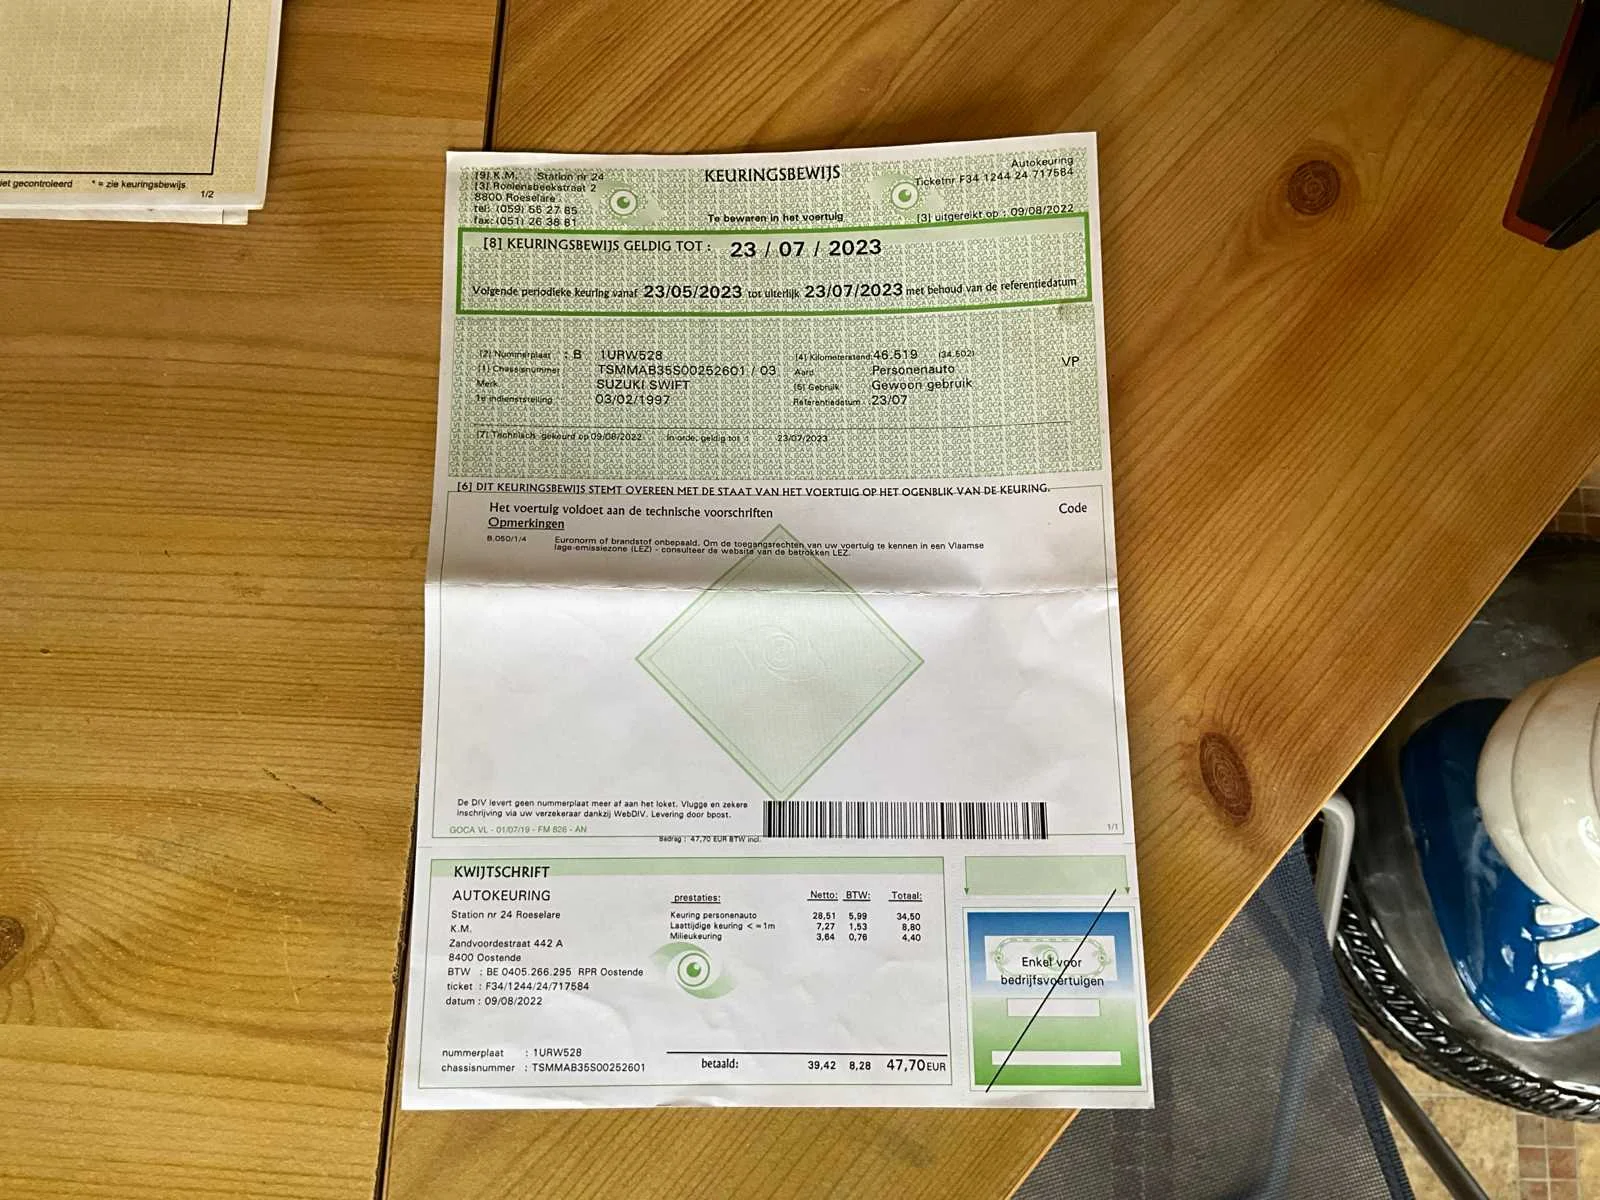 iet gecontroleerd * = zie keuringsbewijs
1/2
[9] K.M. Station nr 24
[3] Roelensbeekstraat 2
8800 Roeselare
tel: (059) 56 27 85
fax: (051) 26 38 81
KEURINGSBEWIJS
Te bewaren in het voertuig
Autokeuring
Ticketnr F34 1244 24 717584
[3] uitgereikt op : 09/08/2022
[8] KEURINGSBEWIJS GELDIG TOT : 23 / 07 / 2023
Volgende periodieke keuring vanaf 23/05/2023 tot uiterlijk 23/07/2023 met behoud van de referentiedatum
[2] Nummerplaat : B 1URW528
[1] Chassisnummer : TSMMAB35S00252601 / 03
Merk : SUZUKI SWIFT
1e indienststelling : 03/02/1997
[4] Kilometerstand: 46.519 (34.502)
Aard : Personenauto
[5] Gebruik : Gewoon gebruik
Referentiedatum : 23/07
VP
[7] Technisch gekeurd op 09/08/2022 In orde, geldig tot : 23/07/2023
[6] DIT KEURINGSBEWIJS STEMT OVEREEN MET DE STAAT VAN HET VOERTUIG OP HET OGENBLIK VAN DE KEURING.
Het voertuig voldoet aan de technische voorschriften
Code
Opmerkingen
B.050/1/4 Euronorm of brandstof onbepaald. Om de toegangsrechten van uw voertuig te kennen in een Vlaamse
lage-emissiezone (LEZ) - consulteer de website van de betrokken LEZ.
De DIV levert geen nummerplaat meer af aan het loket. Vlugge en zekere
inschrijving via uw verzekeraar dankzij WebDIV. Levering door bpost.
GOCA VL - 01/07/19 - FM 826 - AN
Bedrag : 47,70 EUR BTW incl.
1/1
KWIJTSCHRIFT
AUTOKEURING
Station nr 24 Roeselare
K.M.
Zandvoordestraat 442 A
8400 Oostende
BTW : BE 0405.266.295 RPR Oostende
ticket : F34/1244/24/717584
datum : 09/08/2022
nummerplaat : 1URW528
chassisnummer : TSMMAB35S00252601
prestaties: Netto: BTW: Totaal:
Keuring personenauto 28,51 5,99 34,50
Laattijdige keuring <=1m 7,27 1,53 8,80
Milieukeuring 3,64 0,76 4,40
betaald: 39,42 8,28 47,70 EUR
Enkel voor
bedrijfsvoertuigen